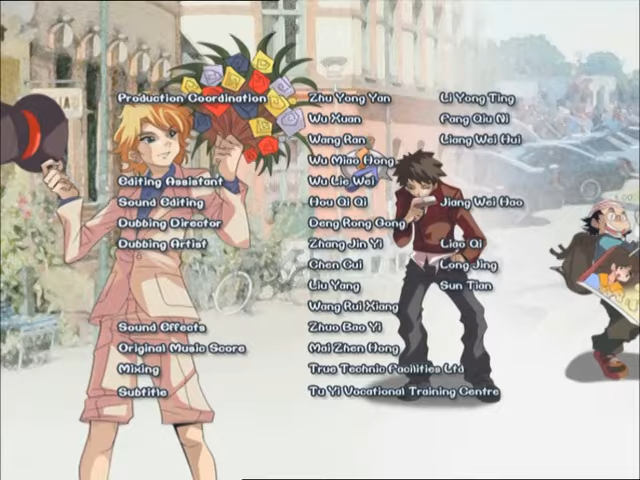 Production Coordination Zhu Yong Yan Li Yong Ting
Wu Xuan Pang Qiu Ni
Wang Ran Liang Wei Hui
Wu Miao Hong
Editing Assistant Wu Lie Wei
Sound Editing Hou Qi Qi Jiang Wei Hao
Dubbing Director Deng Rong Gong
Dubbing Artist Zhang Jin Yi Liao Qi
Chen Cui Long Jing
Liu Yang Sun Tian
Wang Rui Xiang
Sound Effects Zhuo Bao Yi
Original Music Score Mai Zhen Hong
Mixing True Technic Facilities Ltd
Subtitle Tu Yi Vocational Training Centre